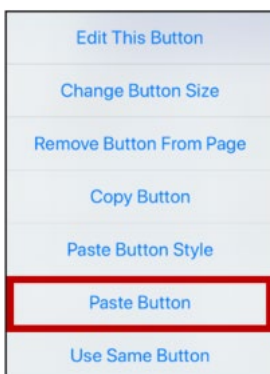 Edit This Button
Change Button Size
Remove Button From Page
Copy Button
Paste Button Style
Paste Button
Use Same Button